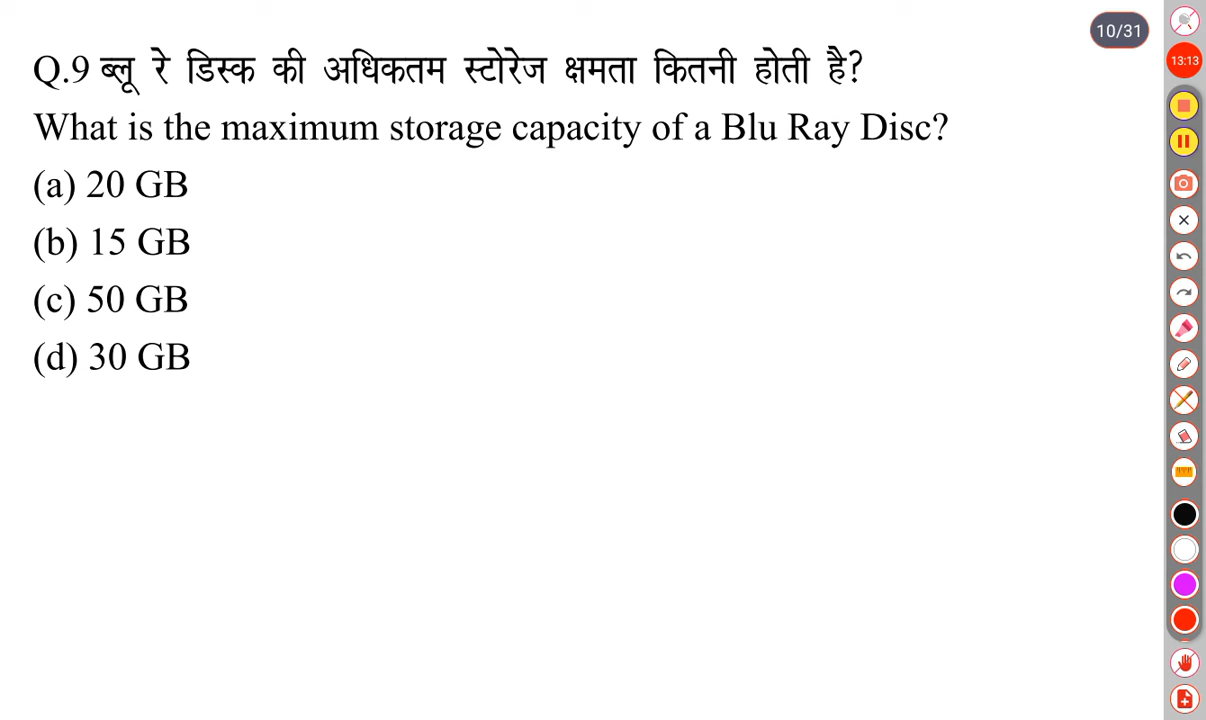 10/31
13:13
Q.9 ब्लू रे डिस्क की अधिकतम स्टोरेज क्षमता कितनी होती है?
What is the maximum storage capacity of a Blu Ray Disc?
(a) 20 GB
(b) 15 GB
(c) 50 GB
(d) 30 GB